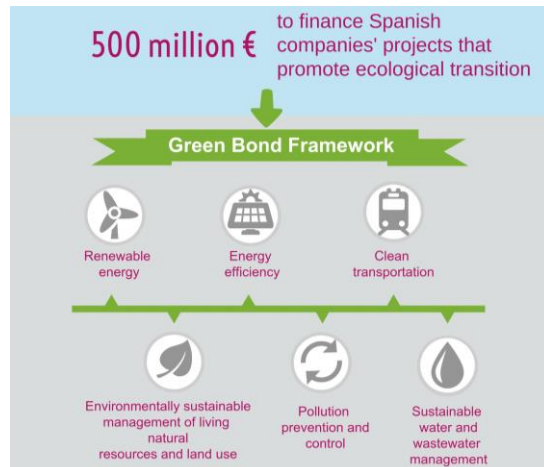 500 million €
to finance Spanish
companies' projects that
promote ecological transition
Green Bond Framework
Renewable
energy
Energy
efficiency
Clean
transportation
Environmentally sustainable
management of living
natural
resources and land use
Pollution
prevention and
control
Sustainable
water and
wastewater
management